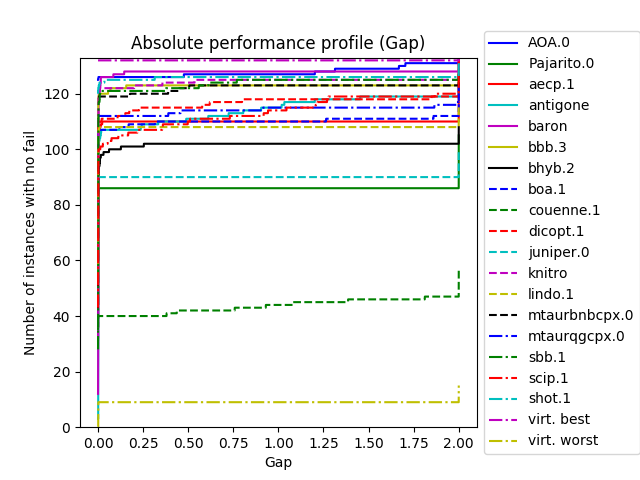 Absolute performance profile (Gap)
Number of instances with no fail
120
100
80
60
40
20
0
0.00 0.25 0.50 0.75 1.00 1.25 1.50 1.75 2.00
Gap
AOA.0
Pajarito.0
aecp.1
antigone
baron
bbb.3
bhyb.2
boa.1
couenne.1
dicopt.1
juniper.0
knitro
lindo.1
mtaurbnbcpx.0
mtaurqgcpx.0
sbb.1
scip.1
shot.1
virt. best
virt. worst